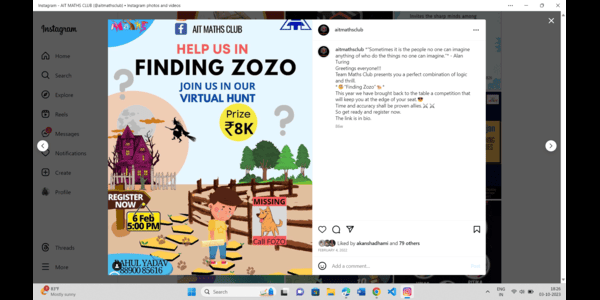 Instagram - AIT MATHS CLUB (@aitmathsclub) • Instagram photos and videos
Instagram
Home
Search
Explore
Reels
Messages
Notifications
Create
Profile
Threads
More
MATHS
AIT MATHS CLUB
AIT
HELP US IN
FINDING ZOZO
JOIN US IN OUR
VIRTUAL HUNT
Prize
₹8K
REGISTER
NOW
6 Feb
5:00 PM
MISSING
Call FOZO
RAHUL YADAV
88900 85616
aitmathsclub
aitmathsclub "Sometimes it is the people no one can imagine
anything of who do the things no one can imagine." - Alan
Turing
Greetings everyone!!
Team Maths Club presents you a perfect combination of logic
and thrill.
"Finding Zozo"
This year we have brought back to the table a competition that
will keep you at the edge of your seat.
Time and accuracy shall be proven allies
So get ready and register now.
The link is in bio.
Liked by akanshadhami and 79 others
FEBRUARY 4, 2022
Add a comment...
Post
93°F
Mostly sunny
Search
ENG
IN
18:26
03-10-2023